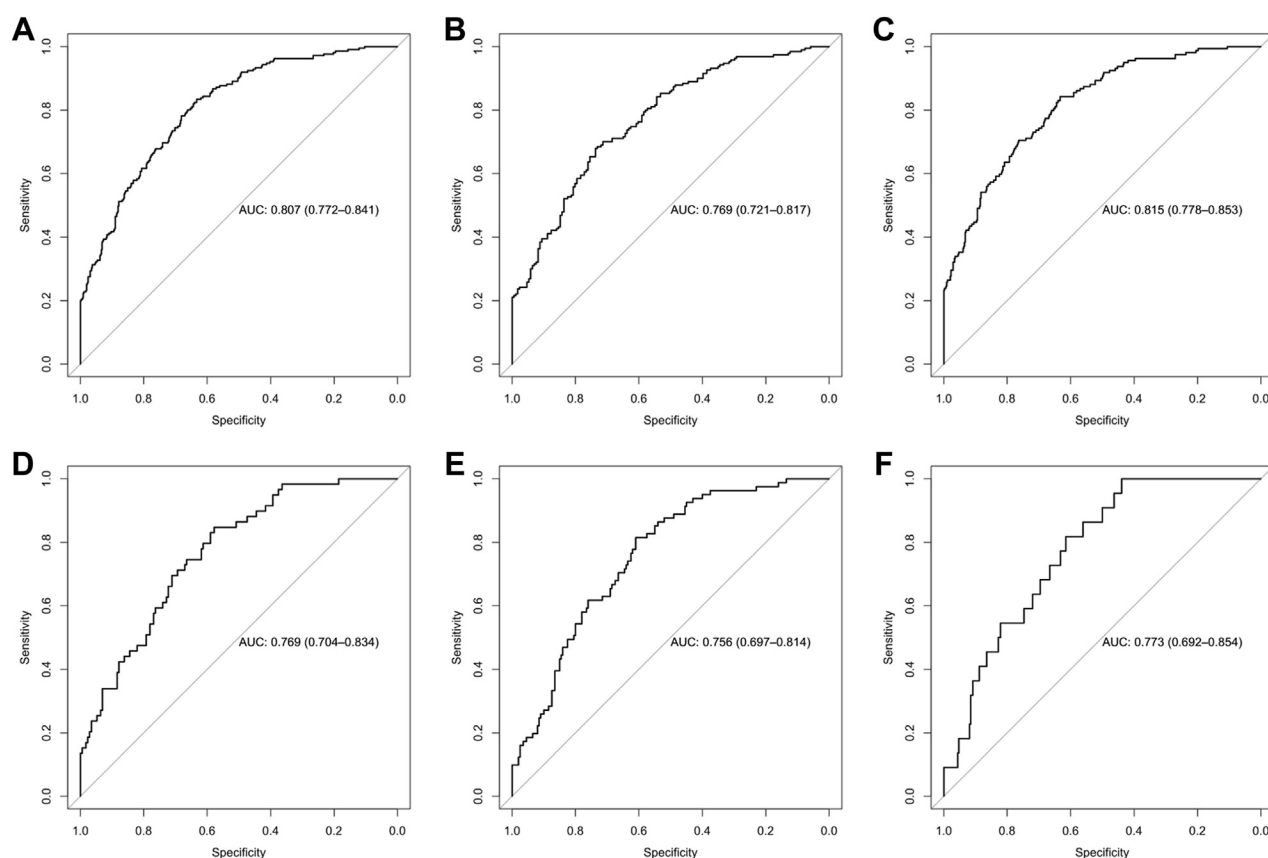 A
1.0
0.8
0.6
0.4
0.2
0.0
Sensitivity
AUC: 0.807 (0.772–0.841)
1.0 0.8 0.6 0.4 0.2 0.0
Specificity
B
1.0
0.8
0.6
0.4
0.2
0.0
Sensitivity
AUC: 0.769 (0.721–0.817)
1.0 0.8 0.6 0.4 0.2 0.0
Specificity
C
1.0
0.8
0.6
0.4
0.2
0.0
Sensitivity
AUC: 0.815 (0.778–0.853)
1.0 0.8 0.6 0.4 0.2 0.0
Specificity
D
1.0
0.8
0.6
0.4
0.2
0.0
Sensitivity
AUC: 0.769 (0.704–0.834)
1.0 0.8 0.6 0.4 0.2 0.0
Specificity
E
1.0
0.8
0.6
0.4
0.2
0.0
Sensitivity
AUC: 0.756 (0.697–0.814)
1.0 0.8 0.6 0.4 0.2 0.0
Specificity
F
1.0
0.8
0.6
0.4
0.2
0.0
Sensitivity
AUC: 0.773 (0.692–0.854)
1.0 0.8 0.6 0.4 0.2 0.0
Specificity